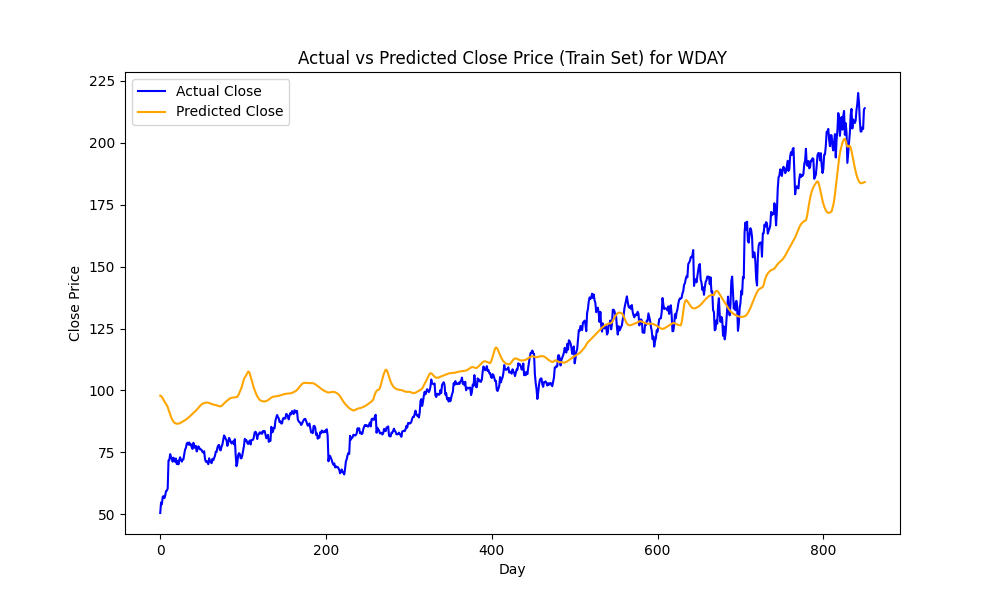 Actual vs Predicted Close Price (Train Set) for WDAY
Actual Close
Predicted Close
Close Price
225
200
175
150
125
100
75
50
0 200 400 600 800
Day